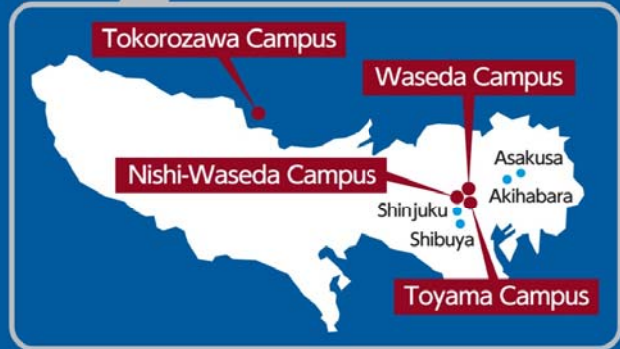 Tokorozawa Campus
Waseda Campus
Asakusa
Nishi-Waseda Campus
Akihabara
Shinjuku
Shibuya
Toyama Campus